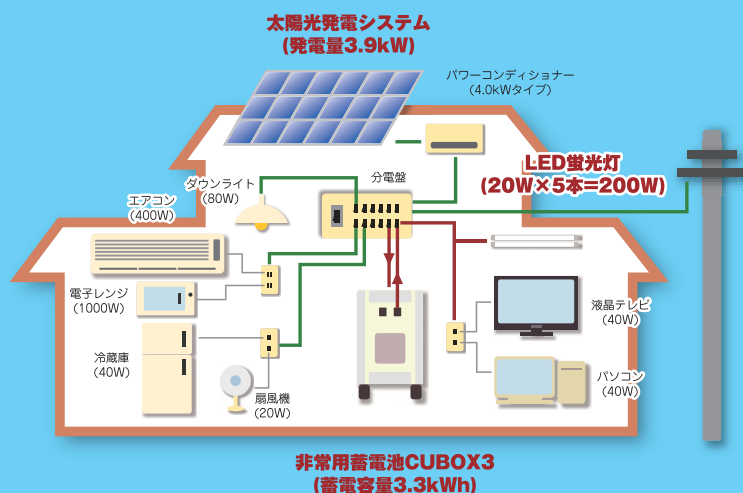 太陽光発電システム
(発電量3.9kW)
パワーコンディショナー
(4.0kWタイプ)
LED蛍光灯
(20W×5本=200W)
分電盤
ダウンライト
(80W)
エアコン
(400W)
電子レンジ
(1000W)
液晶テレビ
(40W)
冷蔵庫
(40W)
パソコン
(40W)
扇風機
(20W)
非常用蓄電池CUBOX3
(蓄電容量3.3kWh)